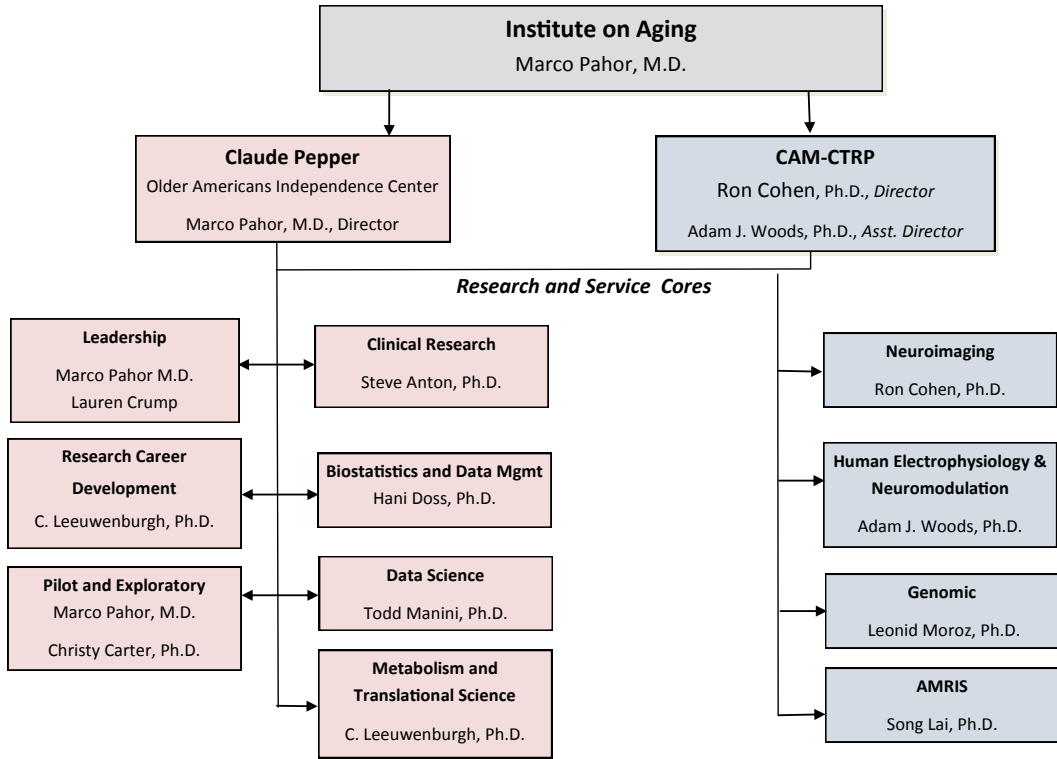 Institute on Aging
Marco Pahor, M.D.
Claude Pepper
Older Americans Independence Center
Marco Pahor, M.D., Director
CAM-CTRP
Ron Cohen, Ph.D., Director
Adam J. Woods, Ph.D., Asst. Director
Research and Service Cores
Leadership
Marco Pahor M.D.
Lauren Crump
Clinical Research
Steve Anton, Ph.D.
Neuroimaging
Ron Cohen, Ph.D.
Research Career
Development
C. Leeuwenburgh, Ph.D.
Biostatistics and Data Mgmt
Hani Doss, Ph.D.
Human Electrophysiology &
Neuromodulation
Adam J. Woods, Ph.D.
Pilot and Exploratory
Marco Pahor, M.D.
Christy Carter, Ph.D.
Data Science
Todd Manini, Ph.D.
Genomic
Leonid Moroz, Ph.D.
Metabolism and
Translational Science
C. Leeuwenburgh, Ph.D.
AMRIS
Song Lai, Ph.D.